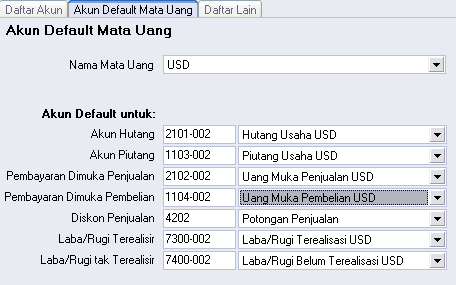 Daftar Akun Akun Default Mata Uang Daftar Lain
Akun Default Mata Uang
Nama Mata Uang USD
Akun Default untuk:
Akun Hutang 2101-002 Hutang Usaha USD
Akun Piutang 1103-002 Piutang Usaha USD
Pembayaran Dimuka Penjualan 2102-002 Uang Muka Penjualan USD
Pembayaran Dimuka Pembelian 1104-002 Uang Muka Pembelian USD
Diskon Penjualan 4202 Potongan Penjualan
Laba/Rugi Terealisir 7300-002 Laba/Rugi Terealisasi USD
Laba/Rugi tak Terealisir 7400-002 Laba/Rugi Belum Terealisasi USD